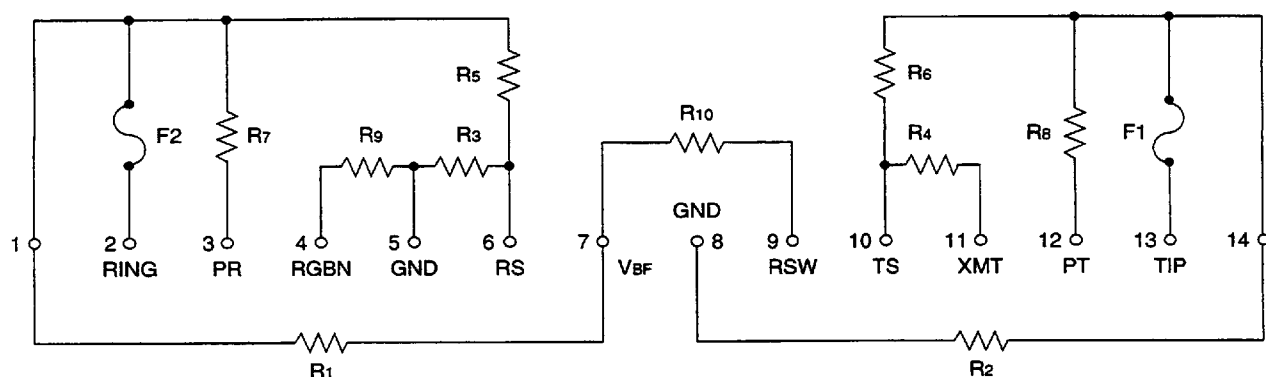 R5
R6
R10
F2
R7
R9
R3
R4
R8
F1
GND
1
2
3
4
5
6
7
8
9
10
11
12
13
14
RING
PR
RGBN
GND
RS
VBF
RSW
TS
XMT
PT
TIP
R1
R2